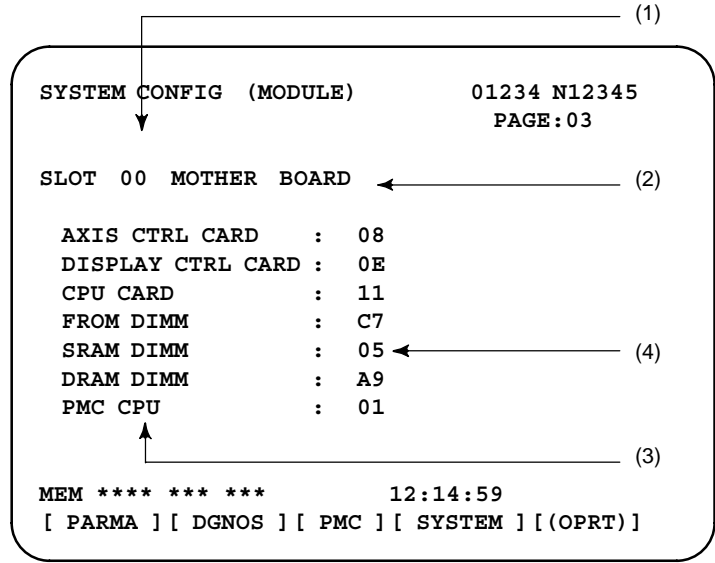 (1)
SYSTEM CONFIG (MODULE) 01234 N12345
PAGE:03
SLOT 00 MOTHER BOARD (2)
AXIS CTRL CARD : 08
DISPLAY CTRL CARD : 0E
CPU CARD : 11
FROM DIMM : C7
SRAM DIMM : 05 (4)
DRAM DIMM : A9
PMC CPU : 01
(3)
MEM **** *** *** 12:14:59
[ PARMA ] [ DGNOS ] [ PMC ] [ SYSTEM ] [(OPRT)]